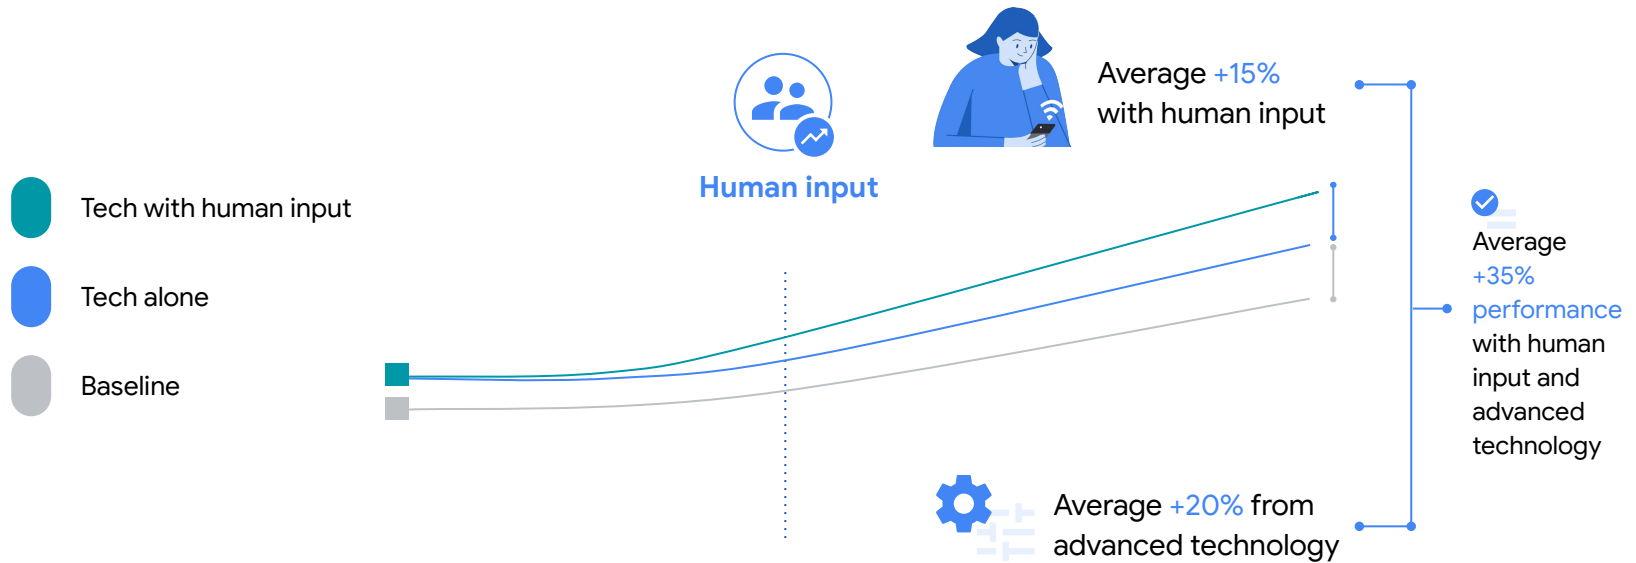 Average +15%
with human input
Human input
Tech with human input
Tech alone
Baseline
Average
+35%
performance
with human
input and
advanced
technology
Average +20% from
advanced technology